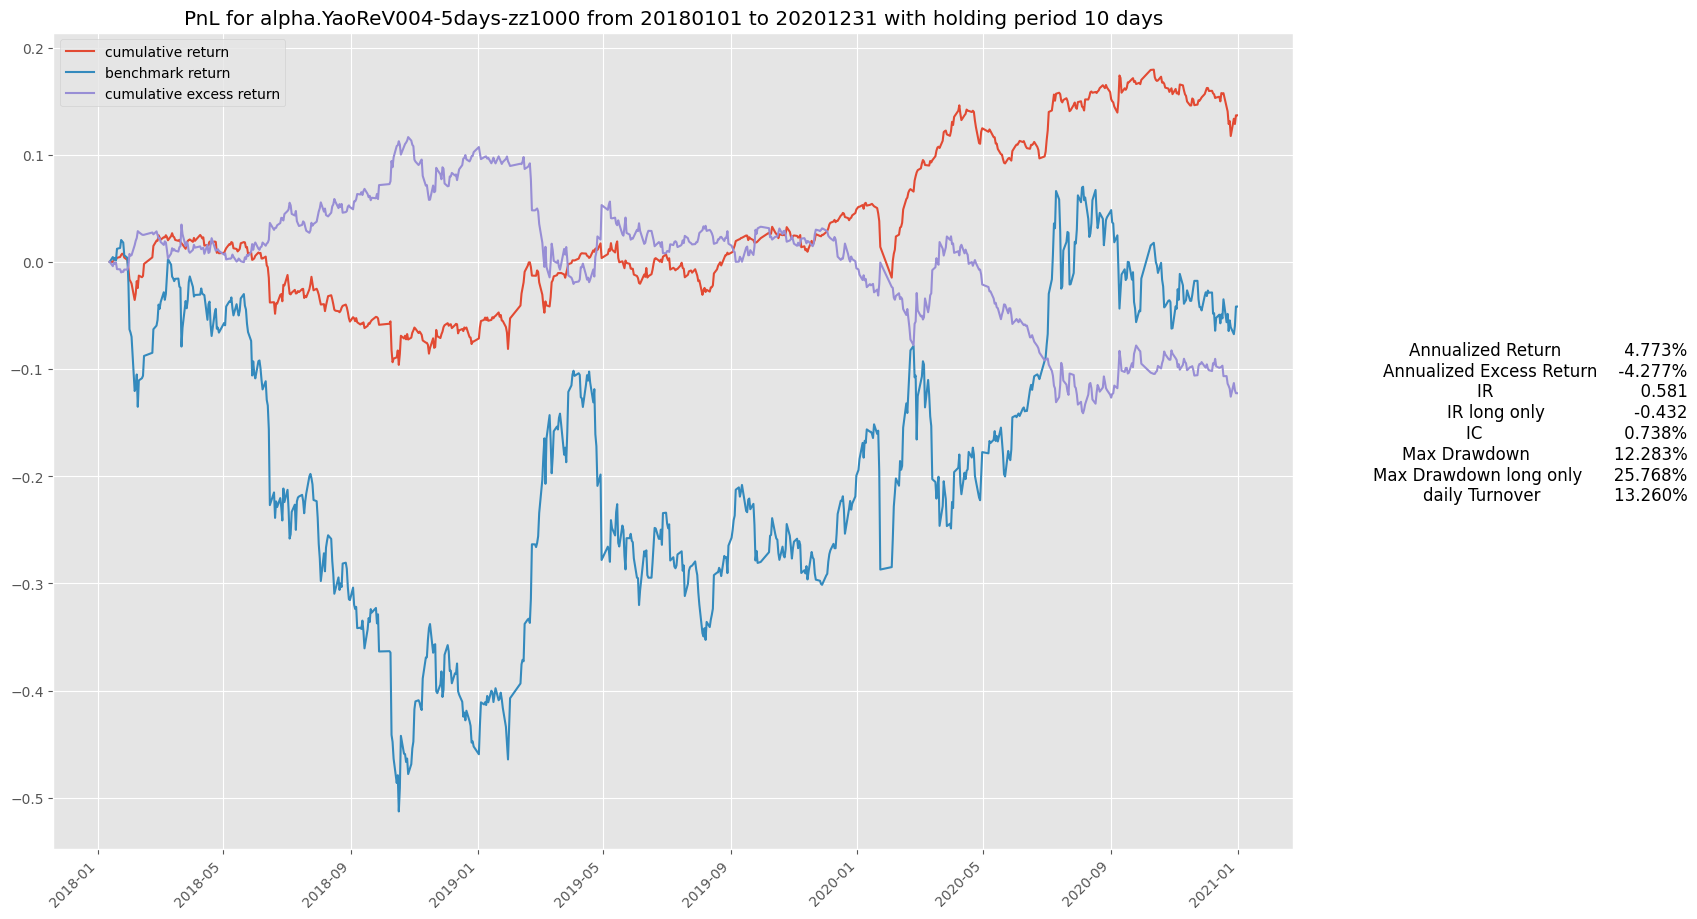 PnL for alpha.YaoReV004-5days-zz1000 from 20180101 to 20201231 with holding period 10 days
cumulative return
benchmark return
cumulative excess return
0.2
0.1
0.0
−0.1
−0.2
−0.3
−0.4
−0.5
2018-01
2018-05
2018-09
2019-01
2019-05
2019-09
2020-01
2020-05
2020-09
2021-01
Annualized Return 4.773%
Annualized Excess Return -4.277%
IR 0.581
IR long only -0.432
IC 0.738%
Max Drawdown 12.283%
Max Drawdown long only 25.768%
daily Turnover 13.260%